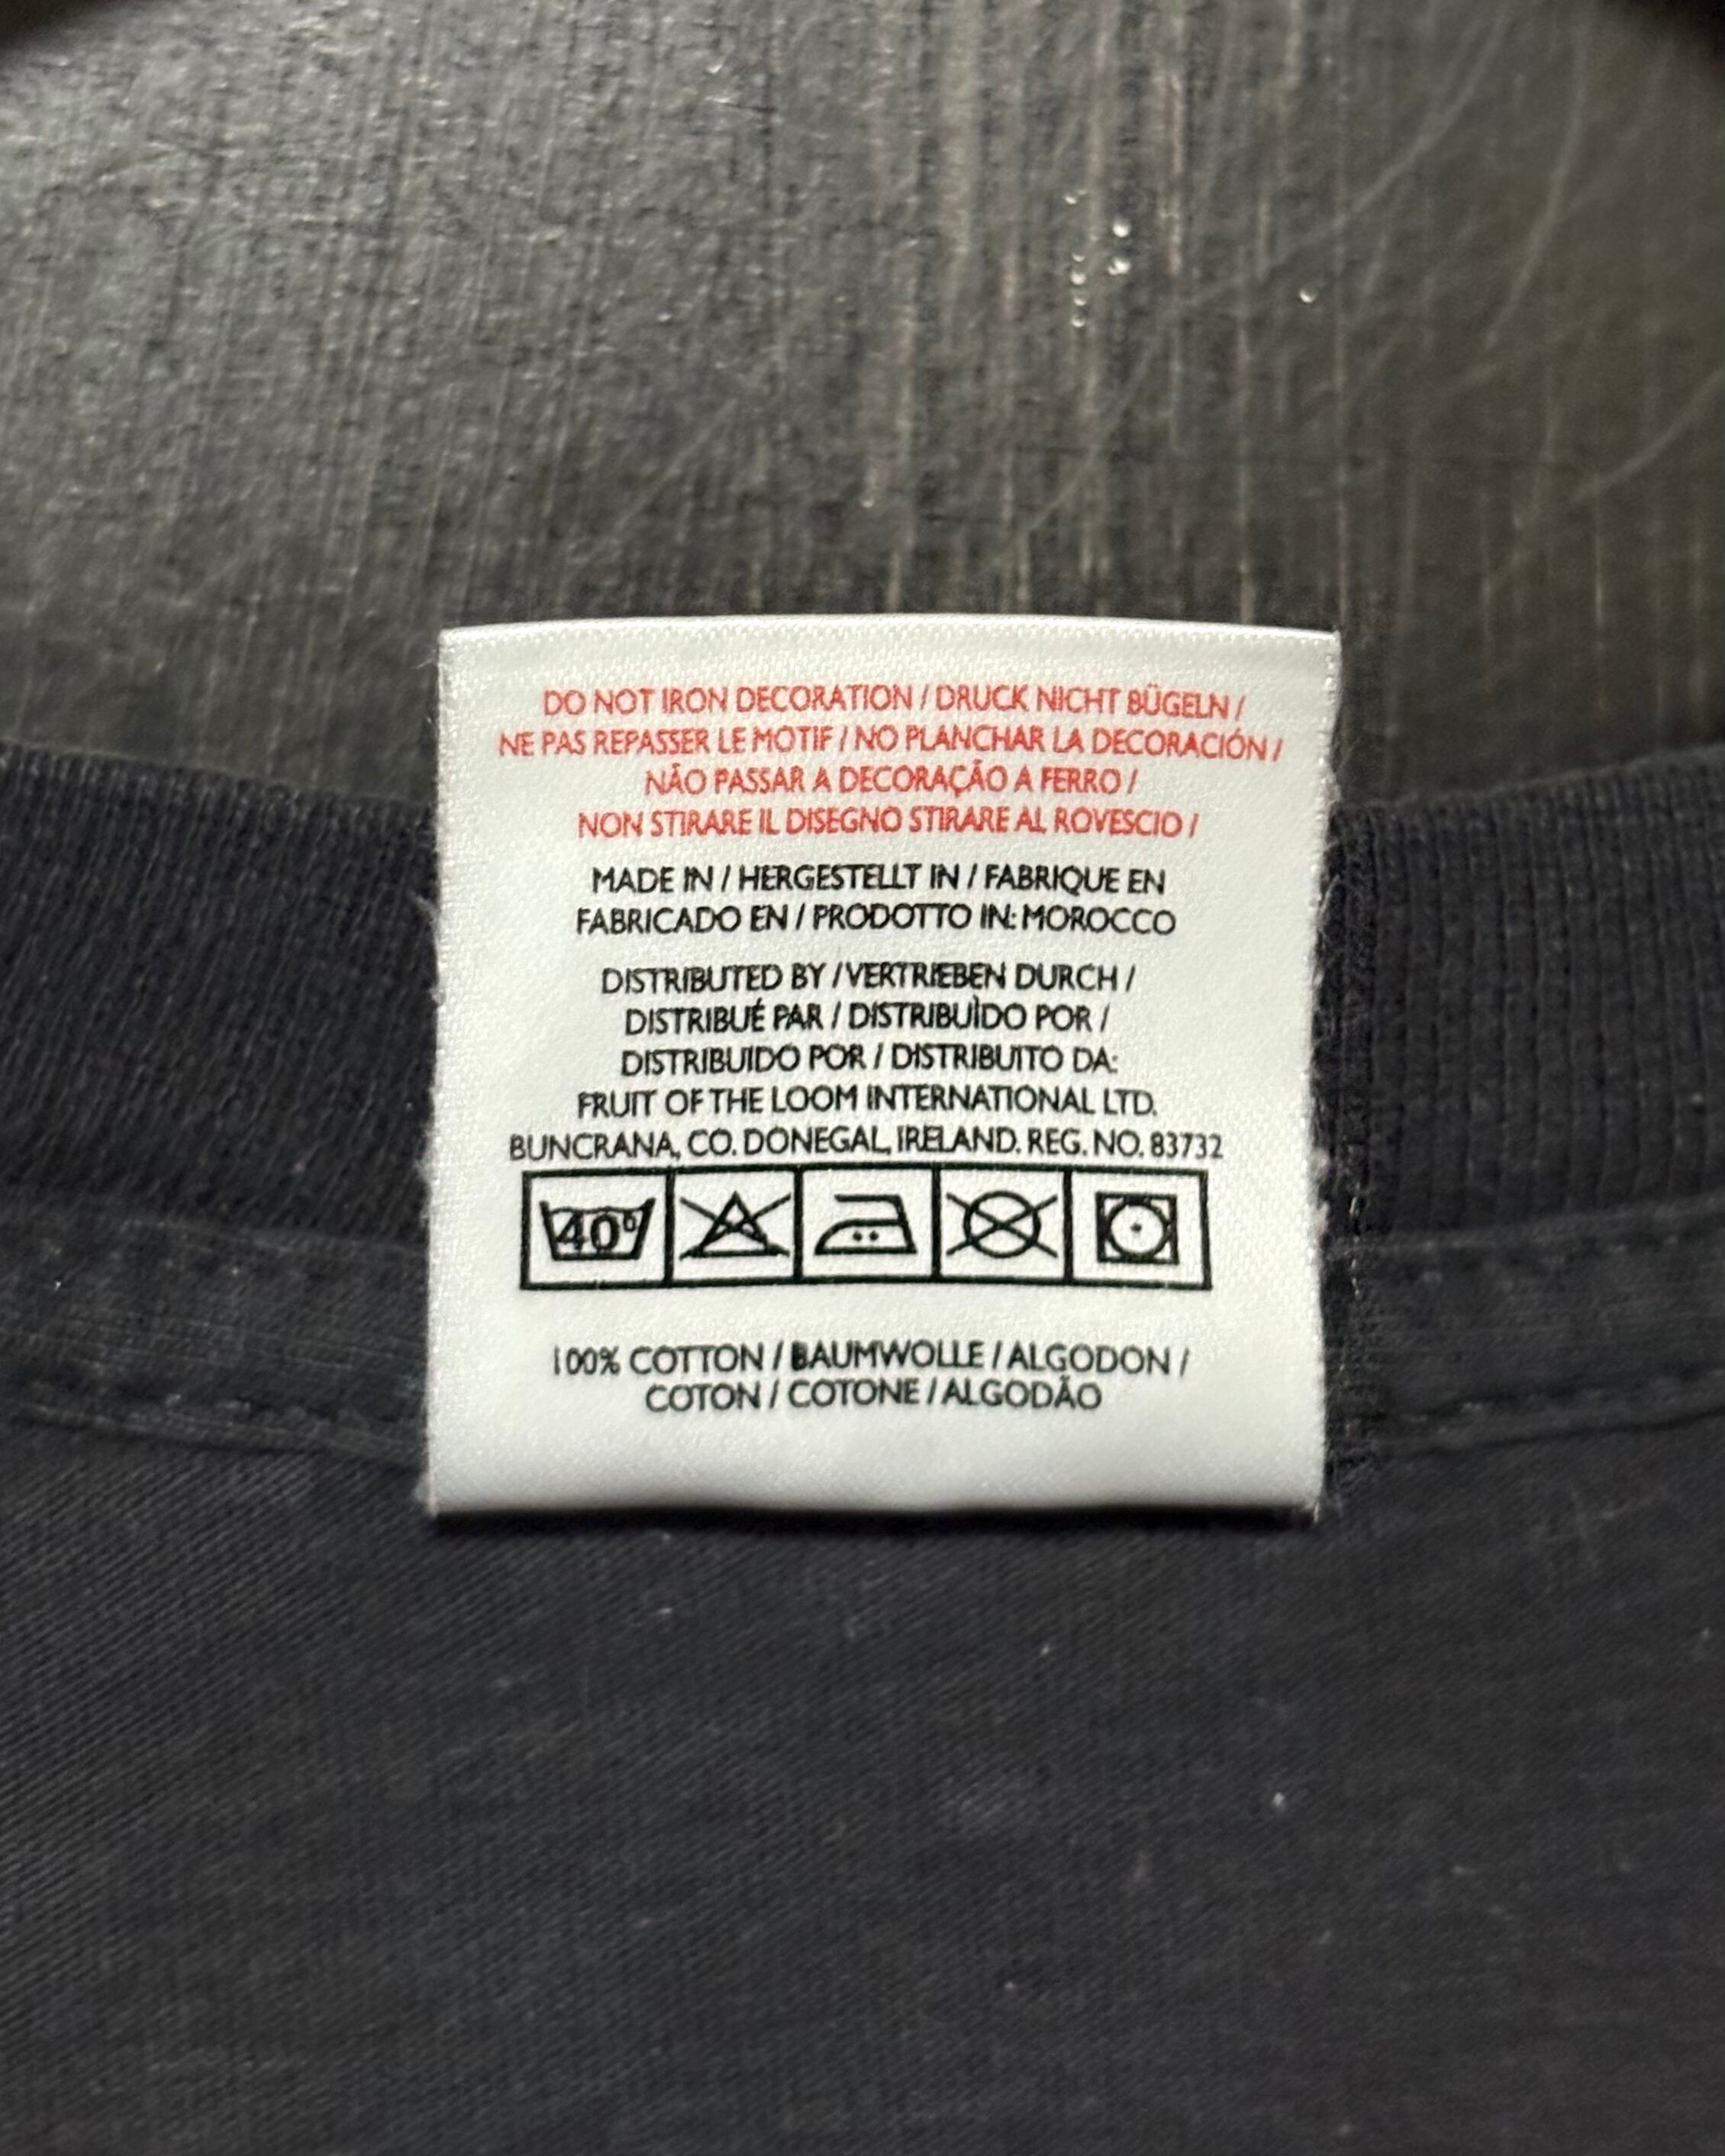 DO NOT IRON DECORATION / DRUCK NICHT BÜGELN /
NE PAS REPASSER LE MOTIF / NO PLANCHAR LA DECORACIÓN /
NÃO PASSAR A DECORAÇÃO A FERRO /
NON STIRARE IL DISEGNO STIRARE AL ROVESCIO /
MADE IN / HERGESTELLT IN / FABRIQUE EN
FABRICADO EN / PRODOTTO IN: MOROCCO
DISTRIBUTED BY / VERTRIEBEN DURCH /
DISTRIBUÉ PAR / DISTRIBUÌDO POR /
DISTRIBUIDO POR / DISTRIBUITO DA:
FRUIT OF THE LOOM INTERNATIONAL LTD.
BUNCRANA, CO. DONEGAL, IRELAND. REG. NO. 83732
40°
100% COTTON / BAUMWOLLE / ALGODON /
COTON / COTONE / ALGODÃO